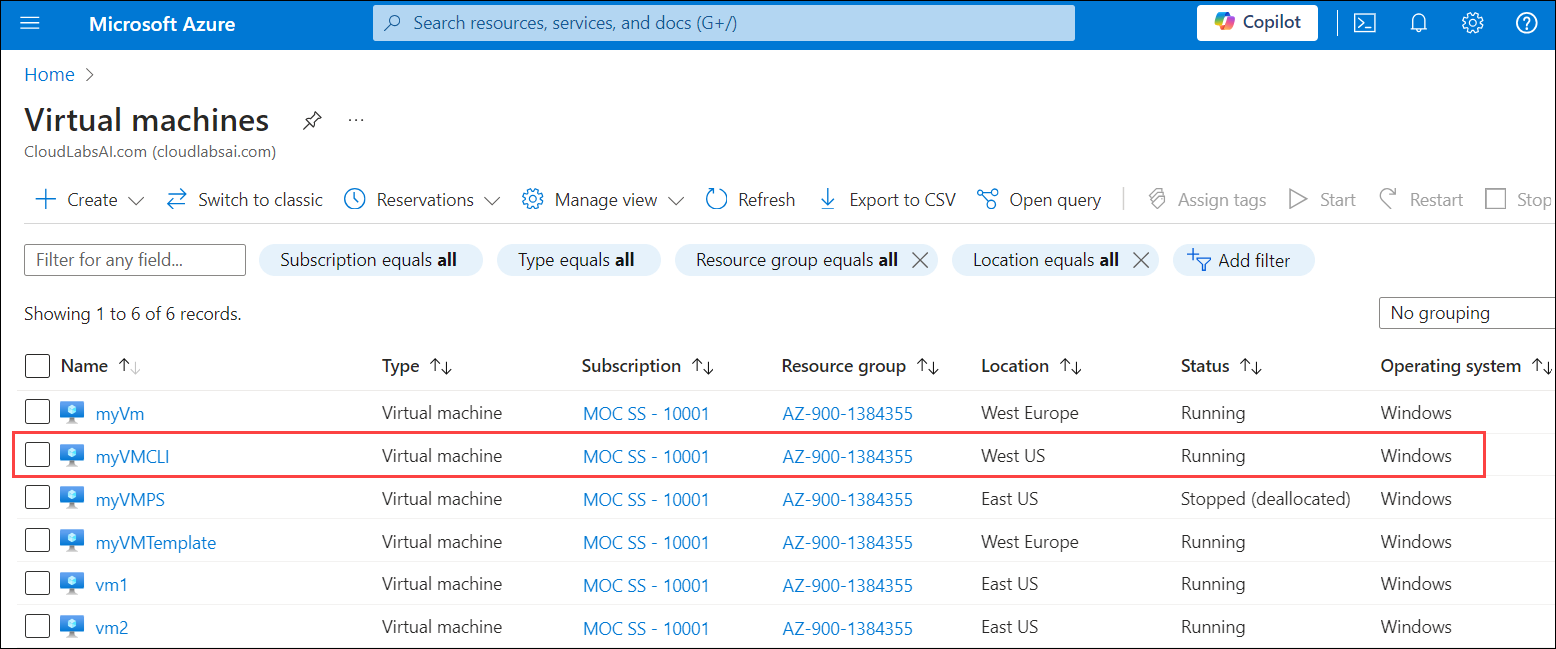 Microsoft Azure Search resources, services, and docs (G+/) Copilot
Home
Virtual machines ...
CloudLabsAI.com (cloudlabsai.com)
Create Switch to classic Reservations Manage view Refresh Export to CSV Open query Assign tags Start Restart Stop
Filter for any field... Subscription equals all Type equals all Resource group equals all Location equals all Add filter
Showing 1 to 6 of 6 records. No grouping
Name Type Subscription Resource group Location Status Operating system
myVm Virtual machine MOC SS - 10001 AZ-900-1384355 West Europe Running Windows
myVMCLI Virtual machine MOC SS - 10001 AZ-900-1384355 West US Running Windows
myVMPS Virtual machine MOC SS - 10001 AZ-900-1384355 East US Stopped (deallocated) Windows
myVMTemplate Virtual machine MOC SS - 10001 AZ-900-1384355 West Europe Running Windows
vm1 Virtual machine MOC SS - 10001 AZ-900-1384355 East US Running Windows
vm2 Virtual machine MOC SS - 10001 AZ-900-1384355 East US Running Windows